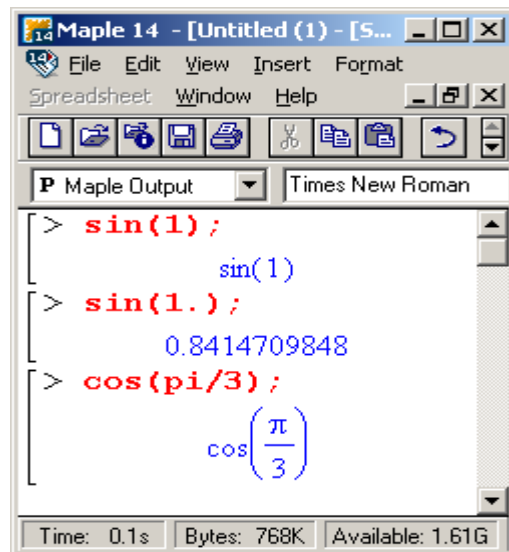 Maple 14 - [Untitled (1) - [S...
File Edit View Insert Format
Spreadsheet Window Help
P Maple Output Times New Roman
> sin(1);
sin(1)
> sin(1.);
0.8414709848
> cos(pi/3);
cos(π/3)
Time: 0.1s Bytes: 768K Available: 1.61G